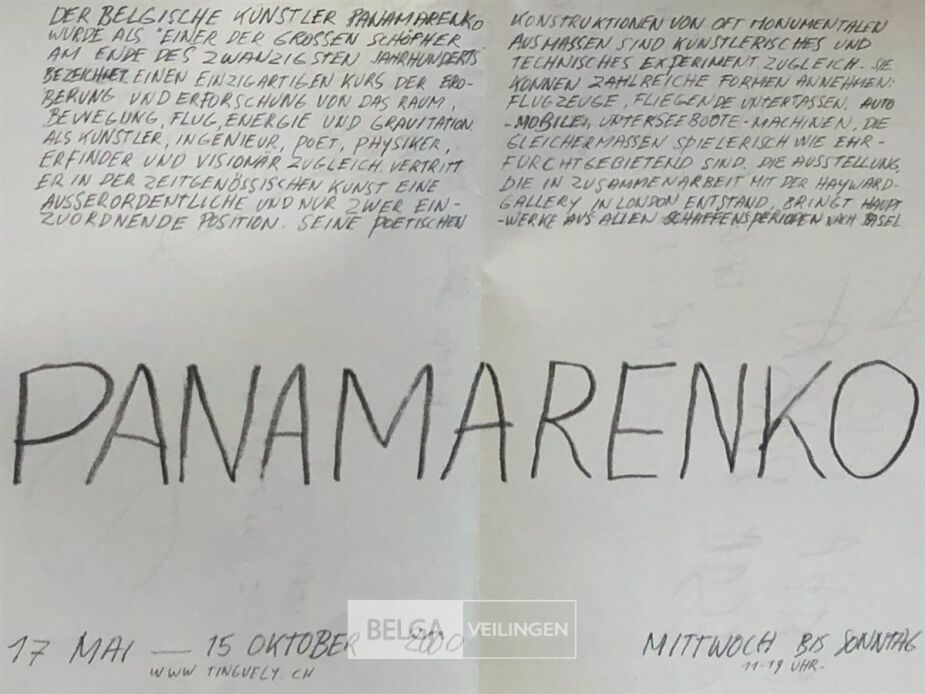 DER BELGISCHE KÜNSTLER PANAMARENKO
WURDE ALS "EINER DER GROSSEN SCHÖPHER
AM ENDE DES ZWANZIGSTEN JAHRHUNDERTS
BEZEICHNET EINEN EINZIGARTIGEN KURS DER ERO-
BERUNG UND ERFORSCHUNG VON DAS RAUM,
BEWEGUNG, FLUG, ENERGIE UND GRAVITATION.
ALS KÜNSTLER, INGENIEUR, POET, PHYSIKER,
ERFINDER UND VISIONÄR ZUGLEICH. VERTRITT
ER IN DER ZEITGENÖSSISCHEN KUNST EINE
AUSSERORDENTLICHE UND NUR ZWER EIN-
ZUORDNENDE POSITION. SEINE POETISCHEN
KONSTRUKTIONEN VON OFT MONUMENTALEN
AUSMASSEN SIND KUNSTLERISCHES UND
TECHNISCHES EXPERIMENT ZUGLEICH. SIE
KÖNNEN ZAHLREICHE FORMEN ANNEHMEN:
FLUGZEUGE, FLIEGENDE UNTERTASSEN, AUTO
-MOBILE, UNTERSEEBOOTE-MACHINEN, DIE
GLEICHERMASSEN SPIELERISCH WIE EHR-
FURCHTGEBIETEND SIND. DIE AUSSTELLUNG,
DIE IN ZUSAMMENARBEIT MIT DER HAYWARD-
GALLERY IN LONDON ENTSTAND, BRINGT HAUPT
-WERKE AUS ALLEN SCHAFFENSPERIODEN NACH BASEL
PANAMARENKO
17 MAI — 15 OKTOBER 2000
WWW TINGUELY. CH
MITTWOCH BIS SONNTAG
11-19 UHR.
BELGA VEILINGEN